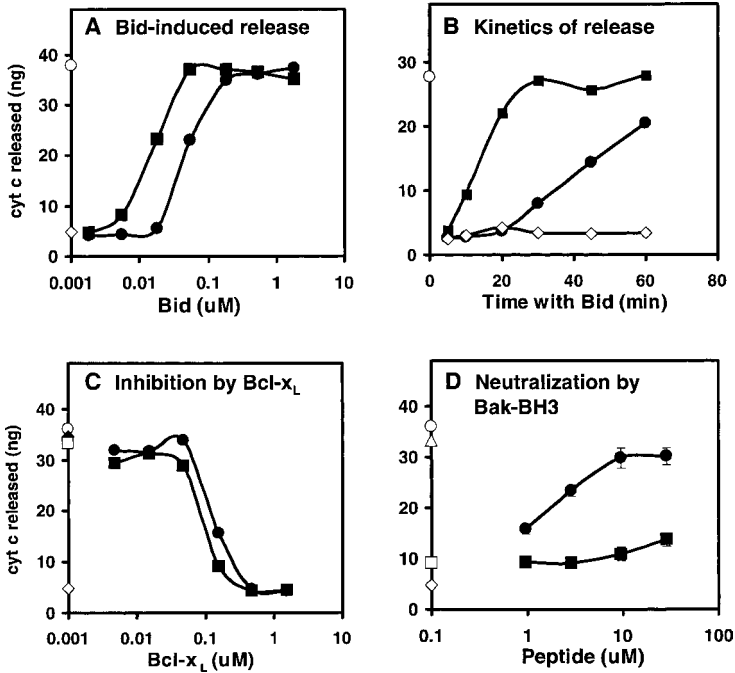 A Bid-induced release
cyt c released (ng)
40
30
20
10
0
0.001 0.01 0.1 1 10
Bid (uM)
B Kinetics of release
30
20
10
0
0 20 40 60 80
Time with Bid (min)
C Inhibition by Bcl-xL
cyt c released (ng)
40
30
20
10
0
0.001 0.01 0.1 1 10
Bcl-xL (uM)
D Neutralization by
Bak-BH3
40
30
20
10
0
0.1 1 10 100
Peptide (uM)